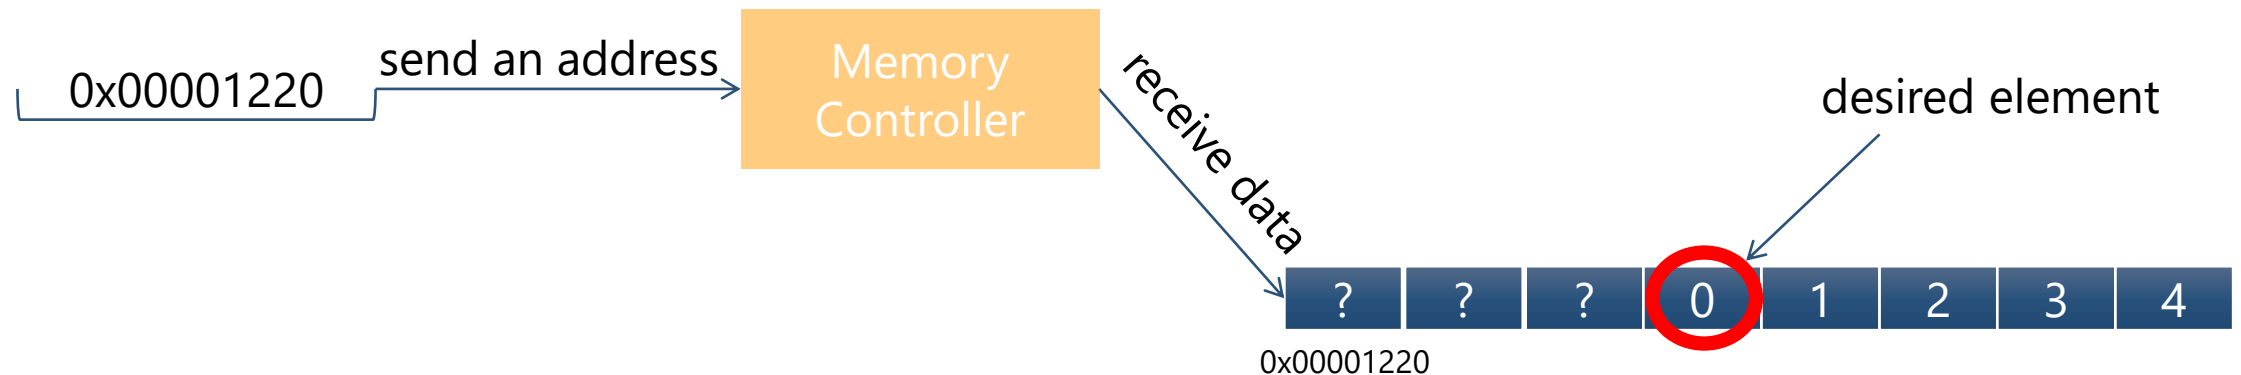 0x00001220
send an address
Memory
Controller
receive data
desired element
? ? ? 0 1 2 3 4
0x00001220